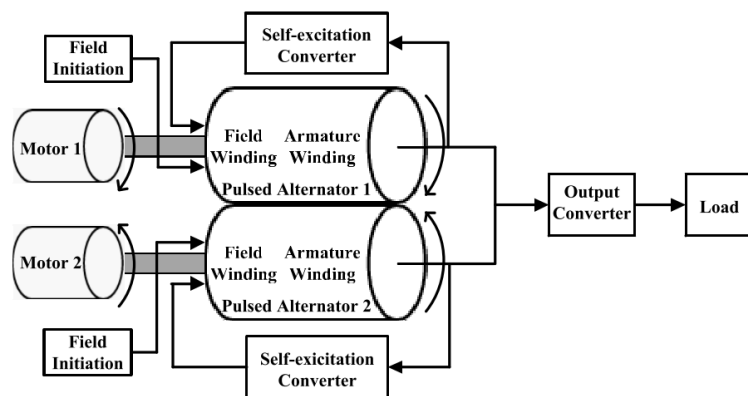 Field
Initiation
Self-excitation
Converter
Motor 1
Field
Winding
Armature
Winding
Pulsed Alternator 1
Output
Converter
Load
Motor 2
Field
Winding
Armature
Winding
Pulsed Alternator 2
Field
Initiation
Self-exicitation
Converter